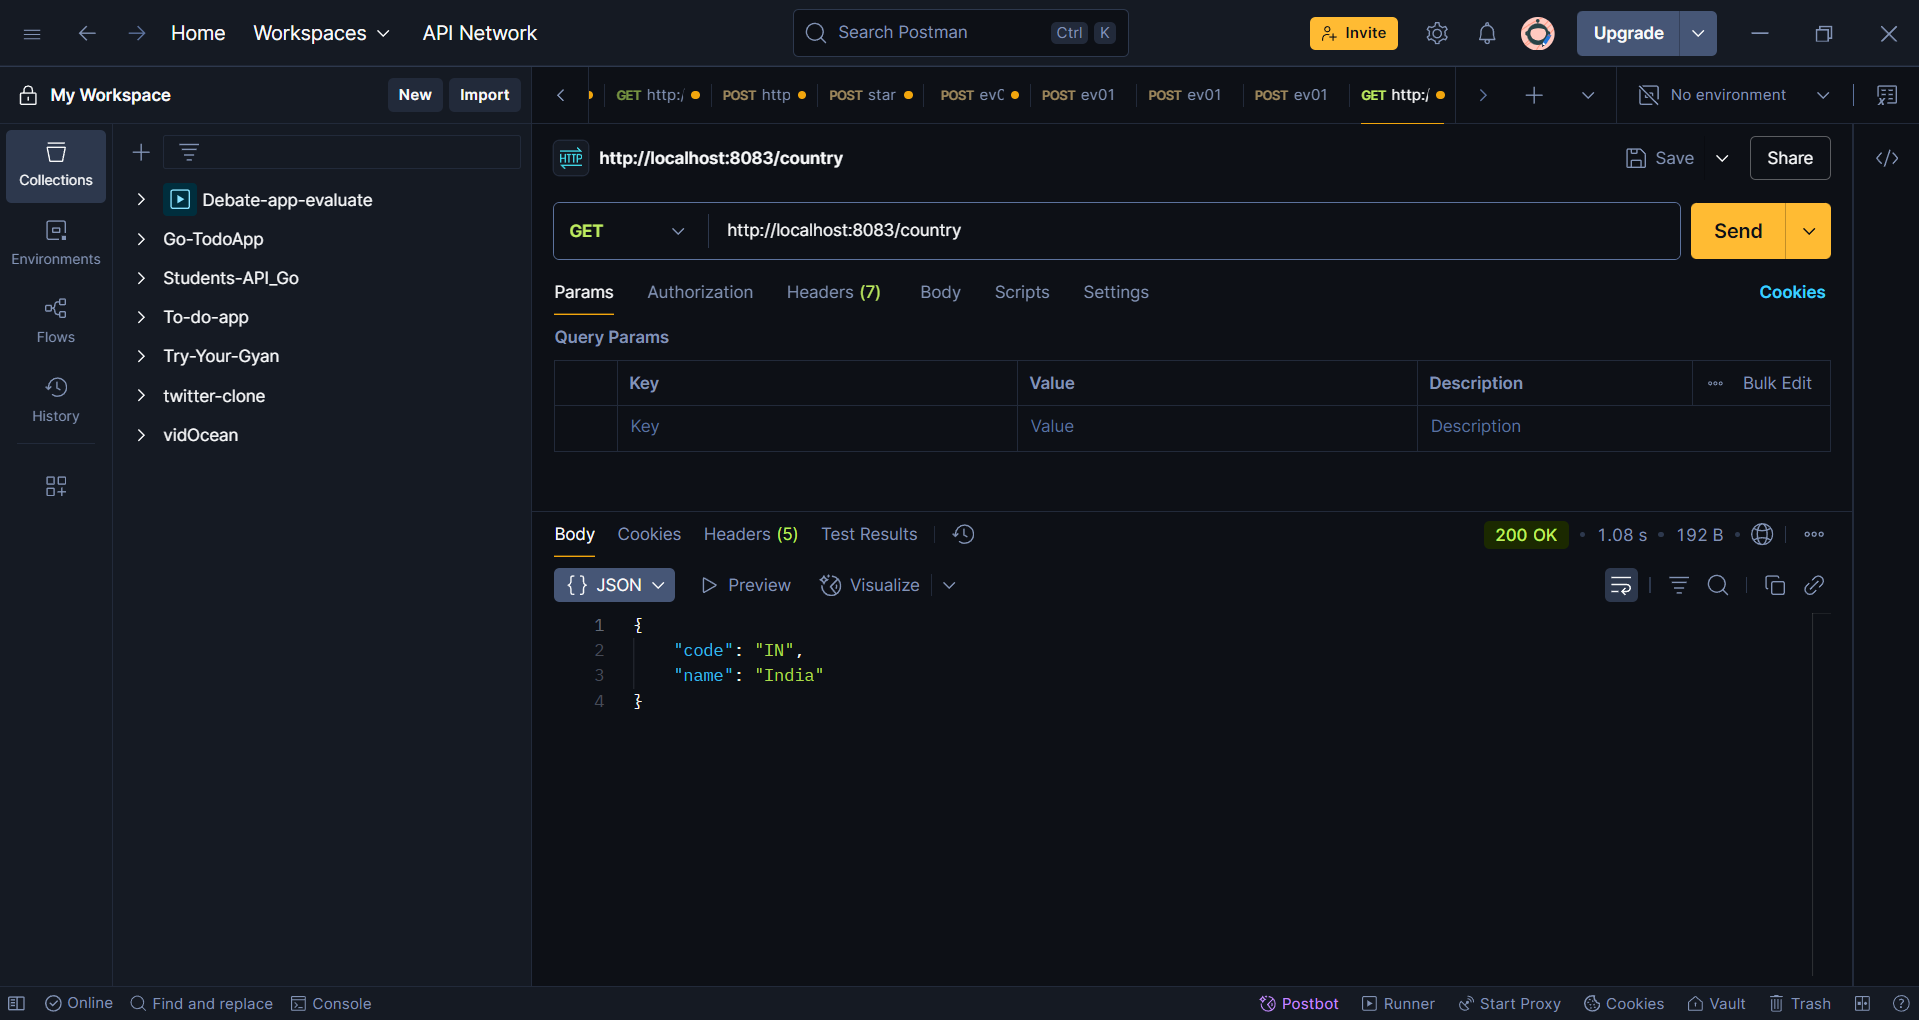 Home Workspaces API Network Search Postman Ctrl K Invite Upgrade
My Workspace New Import GET http:/ POST http POST star POST ev0 POST ev01 POST ev01 POST ev01 GET http:/ No environment
Collections
Environments
Flows
History
Debate-app-evaluate
Go-TodoApp
Students-API_Go
To-do-app
Try-Your-Gyan
twitter-clone
vidOcean
HTTP http://localhost:8083/country Save Share
GET http://localhost:8083/country Send
Params Authorization Headers (7) Body Scripts Settings Cookies
Query Params
Key Value Description Bulk Edit
Key Value Description
Body Cookies Headers (5) Test Results 200 OK • 1.08 s • 192 B •
{} JSON Preview Visualize
1 {
2 "code": "IN",
3 "name": "India"
4 }
Online Find and replace Console Postbot Runner Start Proxy Cookies Vault Trash